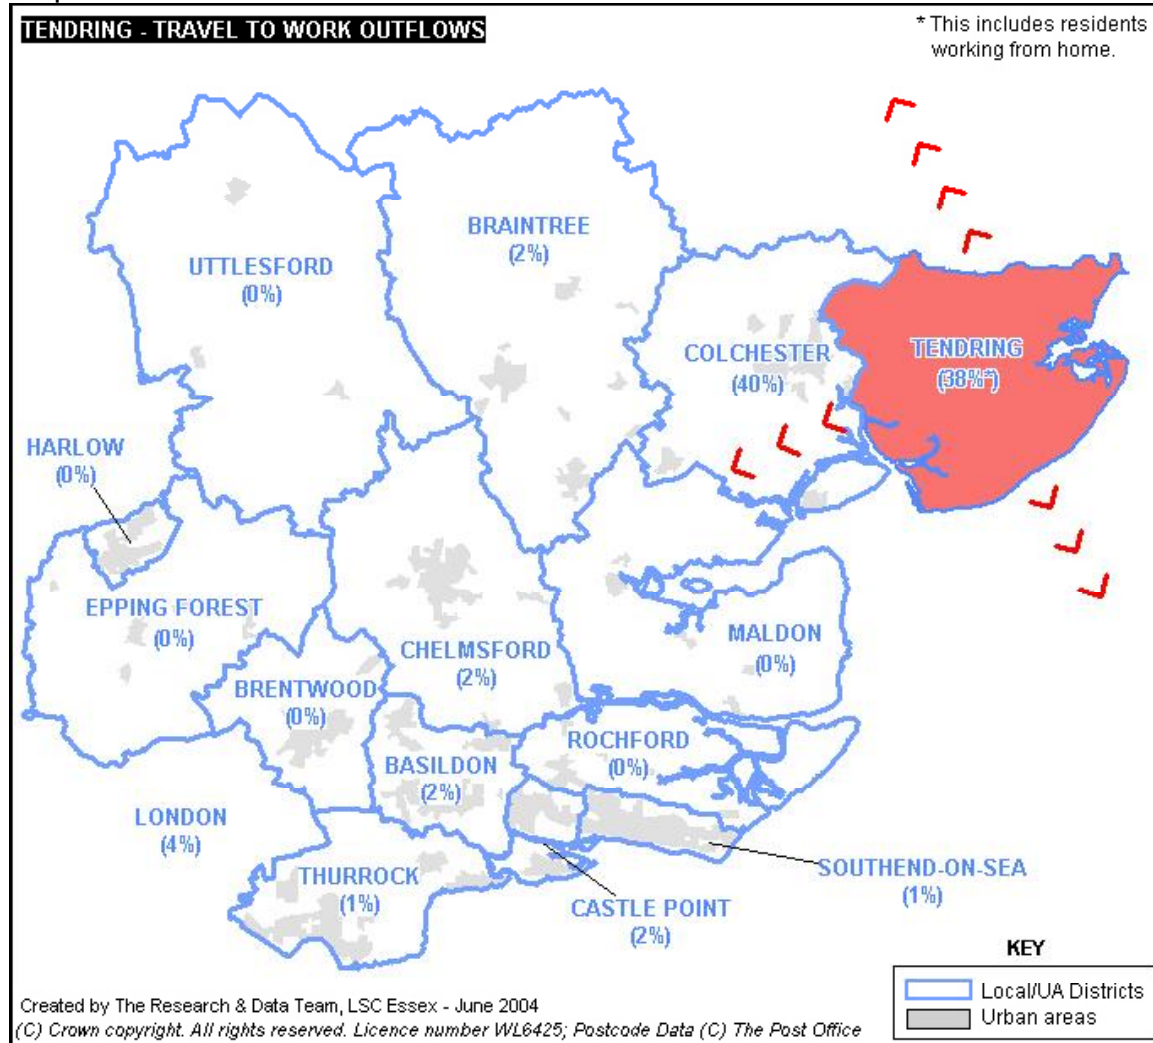 TENDRING - TRAVEL TO WORK OUTFLOWS
* This includes residents
working from home.
BRAINTREE
(2%)
UTTLESFORD
(0%)
COLCHESTER
(40%)
TENDRING
(38%*)
HARLOW
(0%)
EPPING FOREST
(0%)
CHELMSFORD
(2%)
MALDON
(0%)
BRENTWOOD
(0%)
ROCHFORD
(0%)
BASILDON
(2%)
LONDON
(4%)
THURROCK
(1%)
SOUTHEND-ON-SEA
(1%)
CASTLE POINT
(2%)
KEY
Local/UA Districts
Urban areas
Created by The Research & Data Team, LSC Essex - June 2004
(C) Crown copyright. All rights reserved. Licence number WL6425; Postcode Data (C) The Post Office